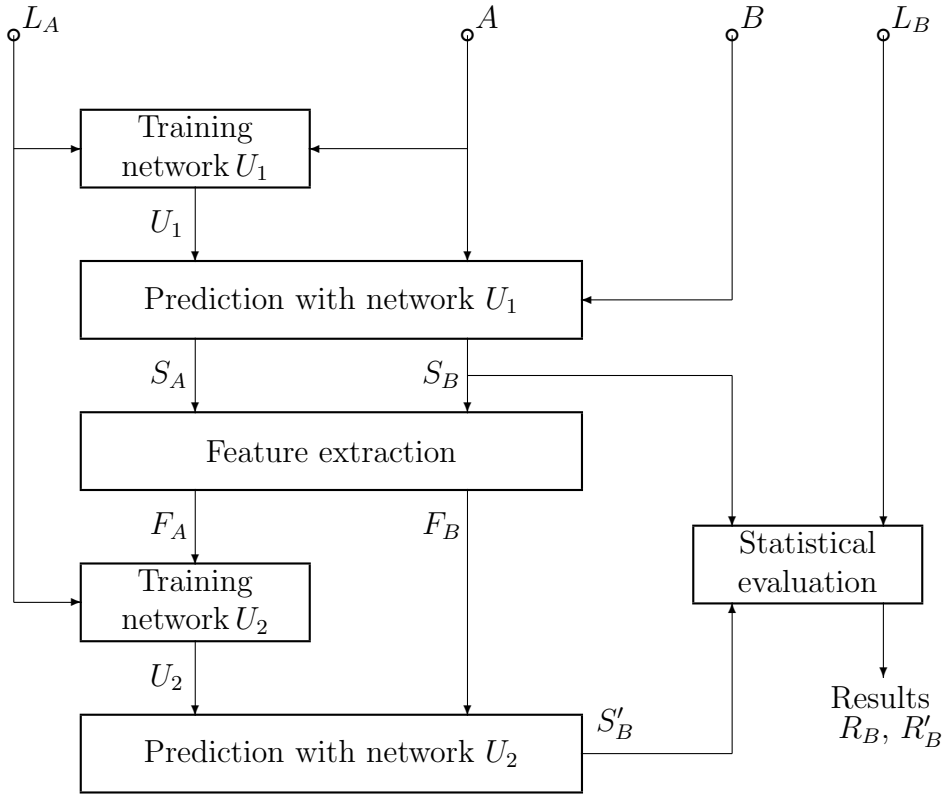 L_A
A
B
L_B
Training
network U_1
U_1
Prediction with network U_1
S_A
S_B
Feature extraction
F_A
F_B
Statistical
evaluation
Training
network U_2
U_2
Results
R_B, R'_B
S'_B
Prediction with network U_2